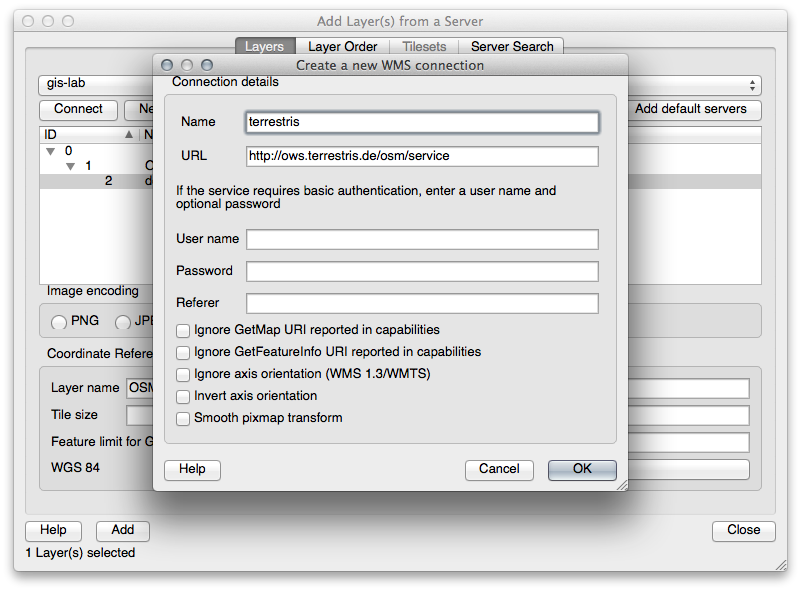 Add Layer(s) from a Server
Layers Layer Order Tilesets Server Search
Create a new WMS connection
gis-lab
Connection details
Connect
Add default servers
Name terrestris
ID
0
URL http://ows.terrestris.de/osm/service
1
2
If the service requires basic authentication, enter a user name and
optional password
User name
Password
Image encoding
Referer
PNG
Ignore GetMap URI reported in capabilities
Ignore GetFeatureInfo URI reported in capabilities
Coordinate Refere
Ignore axis orientation (WMS 1.3/WMTS)
Layer name OSM
Invert axis orientation
Tile size
Smooth pixmap transform
Feature limit for G
WGS 84
Help Cancel OK
Help Add Close
1 Layer(s) selected